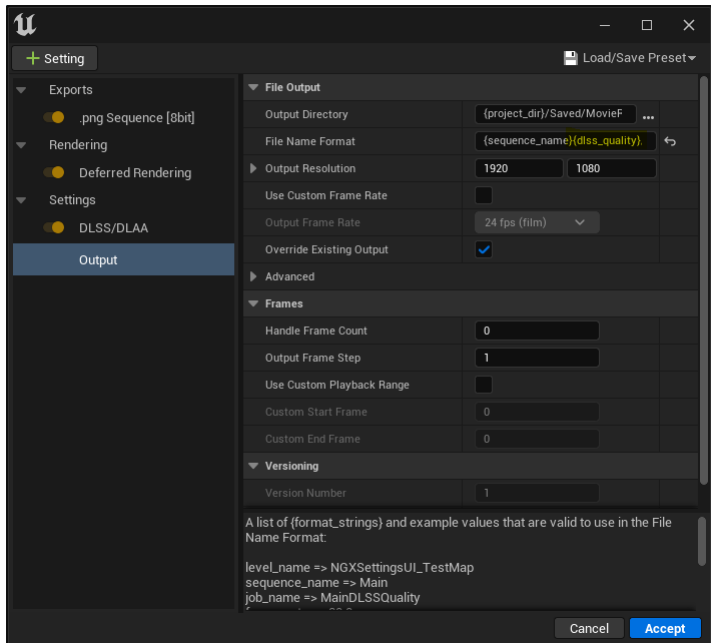 + Setting
Load/Save Preset
Exports
.png Sequence [8bit]
Rendering
Deferred Rendering
Settings
DLSS/DLAA
Output
File Output
Output Directory {project_dir}/Saved/MovieF ...
File Name Format {sequence_name}{dlss_quality}.
Output Resolution 1920 1080
Use Custom Frame Rate
Output Frame Rate 24 fps (film)
Override Existing Output
Advanced
Frames
Handle Frame Count 0
Output Frame Step 1
Use Custom Playback Range
Custom Start Frame 0
Custom End Frame 0
Versioning
Version Number 1
A list of {format_strings} and example values that are valid to use in the File
Name Format:
level_name => NGXSettingsUI_TestMap
sequence_name => Main
job_name => MainDLSSQuality
Cancel Accept